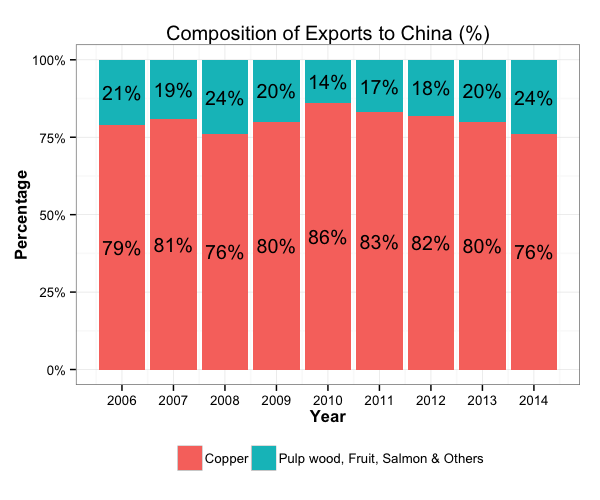 Composition of Exports to China (%)
100%
75%
50%
25%
0%
Percentage
21% 19% 24% 20% 14% 17% 18% 20% 24%
79% 81% 76% 80% 86% 83% 82% 80% 76%
2006 2007 2008 2009 2010 2011 2012 2013 2014
Year
Copper Pulp wood, Fruit, Salmon & Others